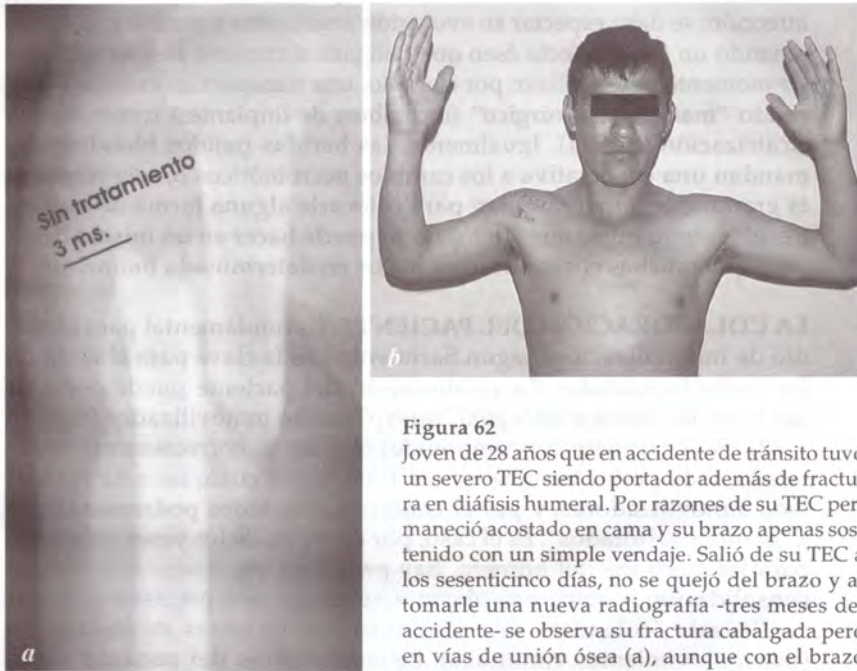 Sin tratamiento
3 ms.
a
b
Figura 62
Joven de 28 años que en accidente de tránsito tuvo
un severo TEC siendo portador además de fractu-
ra en diáfisis humeral. Por razones de su TEC per-
maneció acostado en cama y su brazo apenas sos-
tenido con un simple vendaje. Salió de su TEC a
los sesenticinco días, no se quejó del brazo y al
tomarle una nueva radiografía -tres meses del
accidente- se observa su fractura cabalgada pero
en vías de unión ósea (a); aunque con el brazo